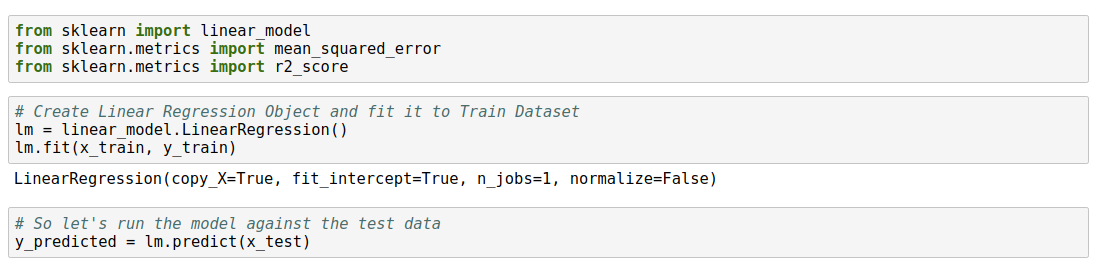 from sklearn import linear_model
from sklearn.metrics import mean_squared_error
from sklearn.metrics import r2_score
# Create Linear Regression Object and fit it to Train Dataset
lm = linear_model.LinearRegression()
lm.fit(x_train, y_train)
LinearRegression(copy_X=True, fit_intercept=True, n_jobs=1, normalize=False)
# So let's run the model against the test data
y_predicted = lm.predict(x_test)